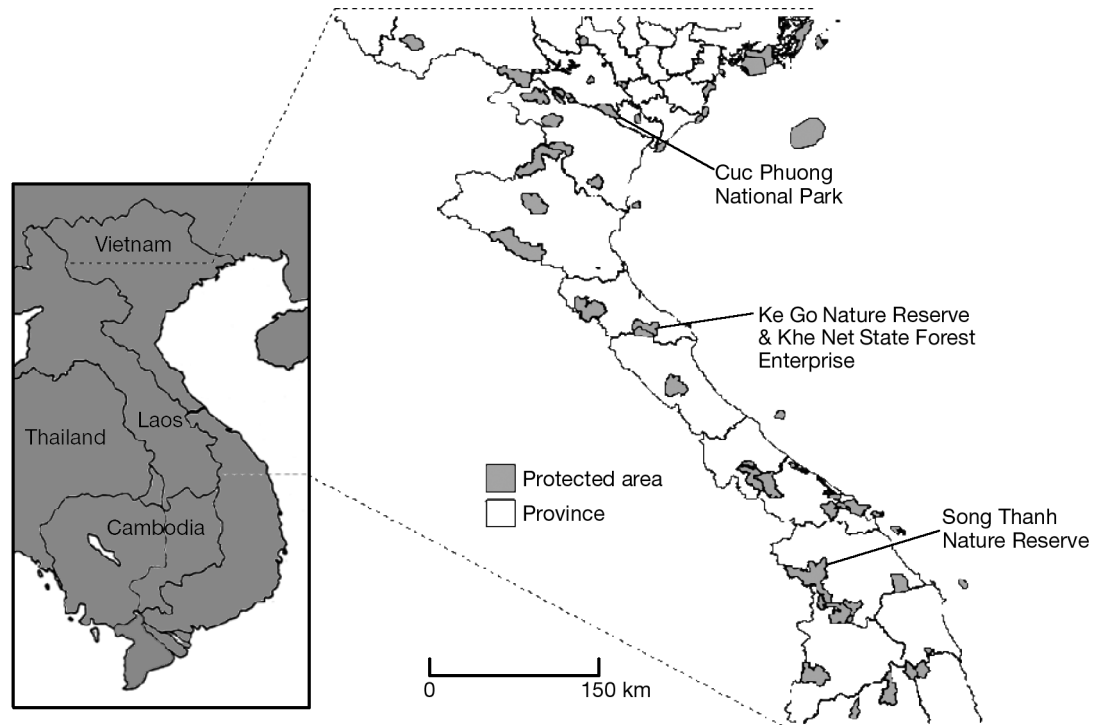 Cuc Phuong
National Park
Vietnam
Ke Go Nature Reserve
& Khe Net State Forest
Enterprise
Laos
Thailand
Protected area
Province
Cambodia
Song Thanh
Nature Reserve
0 150 km